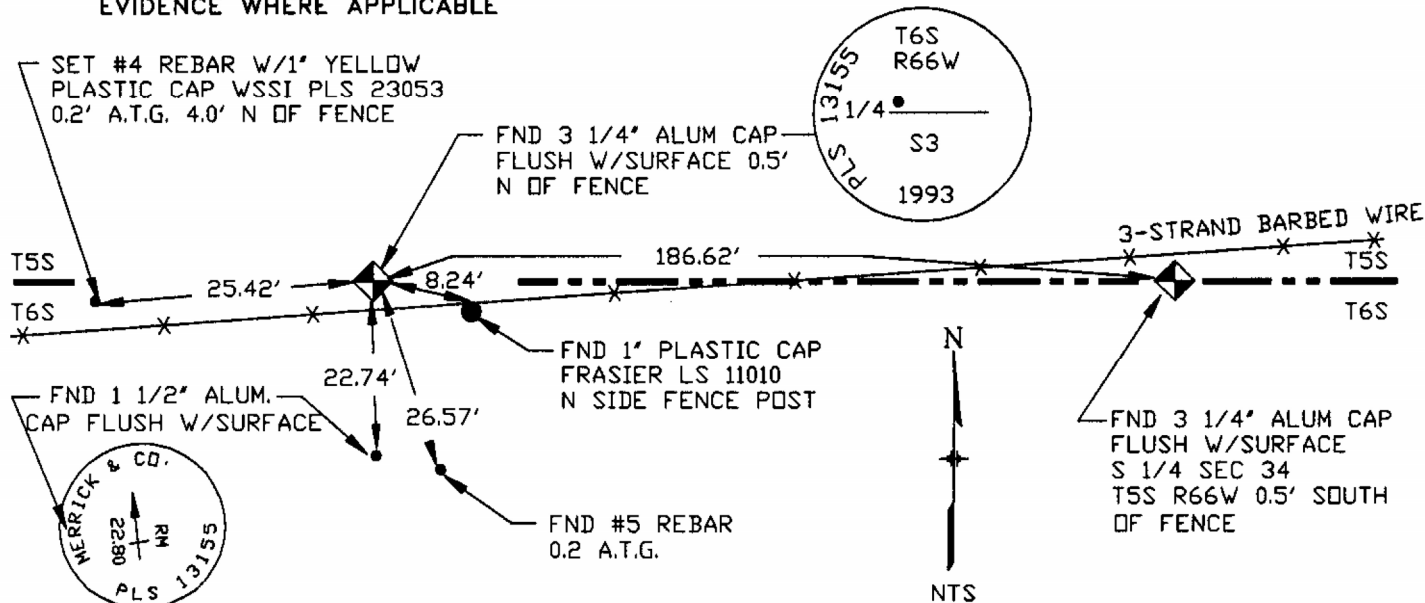 EVIDENCE WHERE APPLICABLE
SET #4 REBAR W/1" YELLOW
PLASTIC CAP WSSI PLS 23053
0.2' A.T.G. 4.0' N OF FENCE
FND 3 1/4" ALUM CAP
FLUSH W/SURFACE 0.5'
N OF FENCE
T6S
R66W
1/4
S3
1993
PLS 13155
3-STRAND BARBED WIRE
T5S
T6S
25.42'
8.24'
186.62'
T5S
T6S
22.74'
26.57'
FND 1" PLASTIC CAP
FRASIER LS 11010
N SIDE FENCE POST
FND 1 1/2" ALUM.
CAP FLUSH W/SURFACE
MERRICK & CO.
RM
22.80
PLS 13155
FND #5 REBAR
0.2 A.T.G.
N
NTS
FND 3 1/4" ALUM CAP
FLUSH W/SURFACE
S 1/4 SEC 34
T5S R66W 0.5' SOUTH
OF FENCE